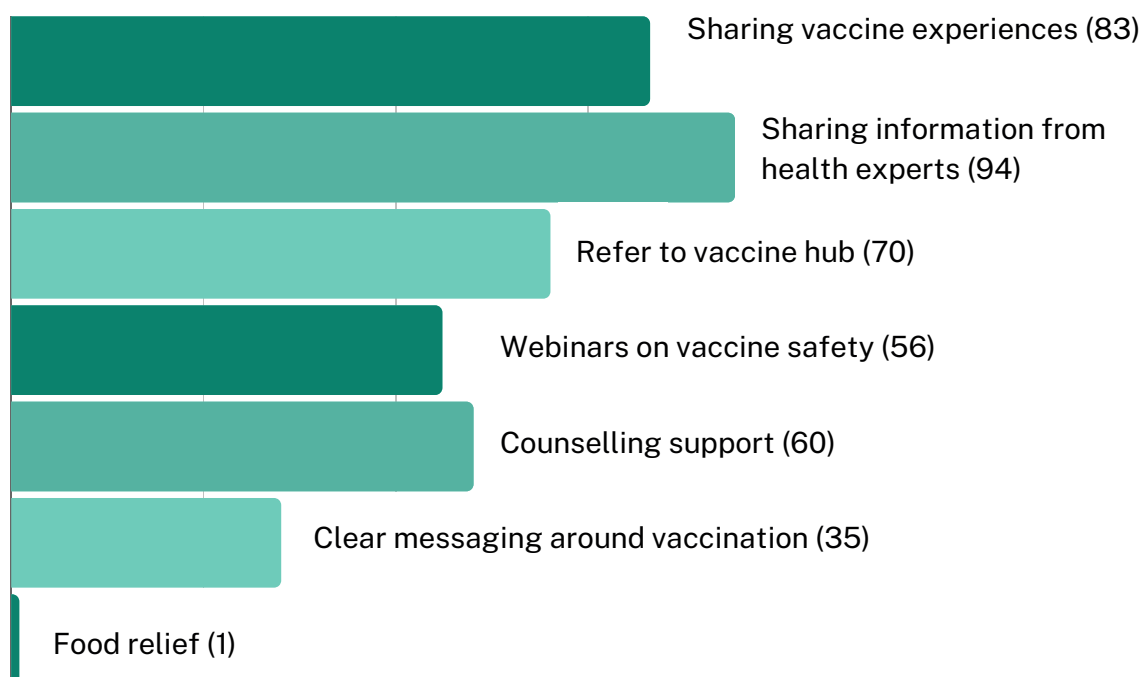 Sharing vaccine experiences (83)
Sharing information from
health experts (94)
Refer to vaccine hub (70)
Webinars on vaccine safety (56)
Counselling support (60)
Clear messaging around vaccination (35)
Food relief (1)